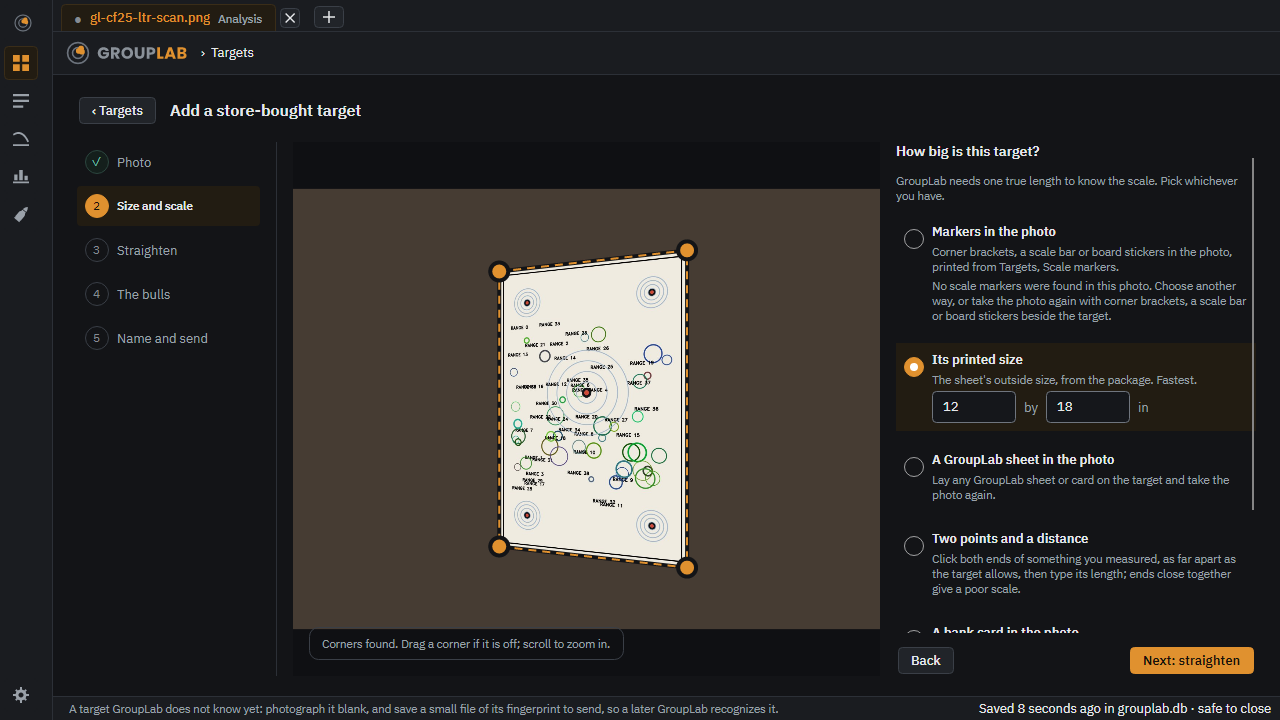 gl-cf25-ltr-scan.png Analysis
GROUPLAB › Targets
‹ Targets
Add a store-bought target
Photo
2 Size and scale
3 Straighten
4 The bulls
5 Name and send
Corners found. Drag a corner if it is off; scroll to zoom in.
How big is this target?
GroupLab needs one true length to know the scale. Pick whichever
you have.
Markers in the photo
Corner brackets, a scale bar or board stickers in the photo,
printed from Targets, Scale markers.
No scale markers were found in this photo. Choose another
way, or take the photo again with corner brackets, a scale bar
or board stickers beside the target.
Its printed size
The sheet's outside size, from the package. Fastest.
12 by 18 in
A GroupLab sheet in the photo
Lay any GroupLab sheet or card on the target and take the
photo again.
Two points and a distance
Click both ends of something you measured, as far apart as
the target allows, then type its length; ends close together
give a poor scale.
A bank card in the photo
Back
Next: straighten
A target GroupLab does not know yet: photograph it blank, and save a small file of its fingerprint to send, so a later GroupLab recognizes it.
Saved 8 seconds ago in grouplab.db · safe to close